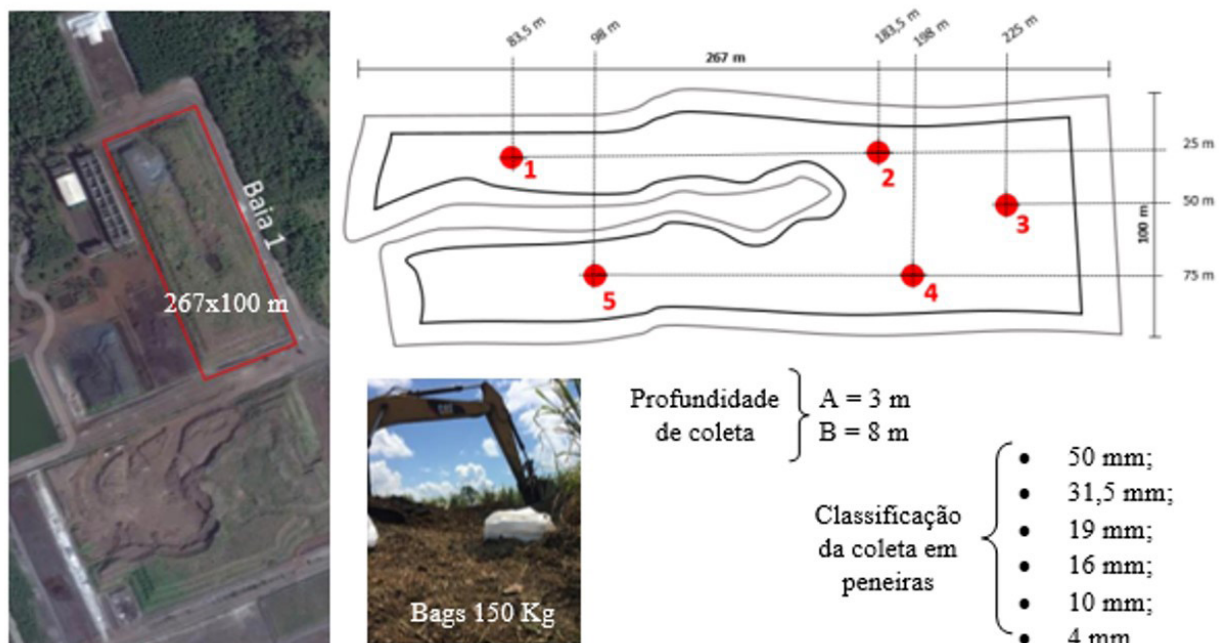 Baia 1
267x100 m
83,5 m
98 m
183,5 m
198 m
225 m
267 m
1
2
3
4
5
25 m
50 m
75 m
100 m
CAT
Bags 150 Kg
Profundidade
de coleta
A = 3 m
B = 8 m
Classificação
da coleta em
peneiras
• 50 mm;
• 31,5 mm;
• 19 mm;
• 16 mm;
• 10 mm;
• 4 mm